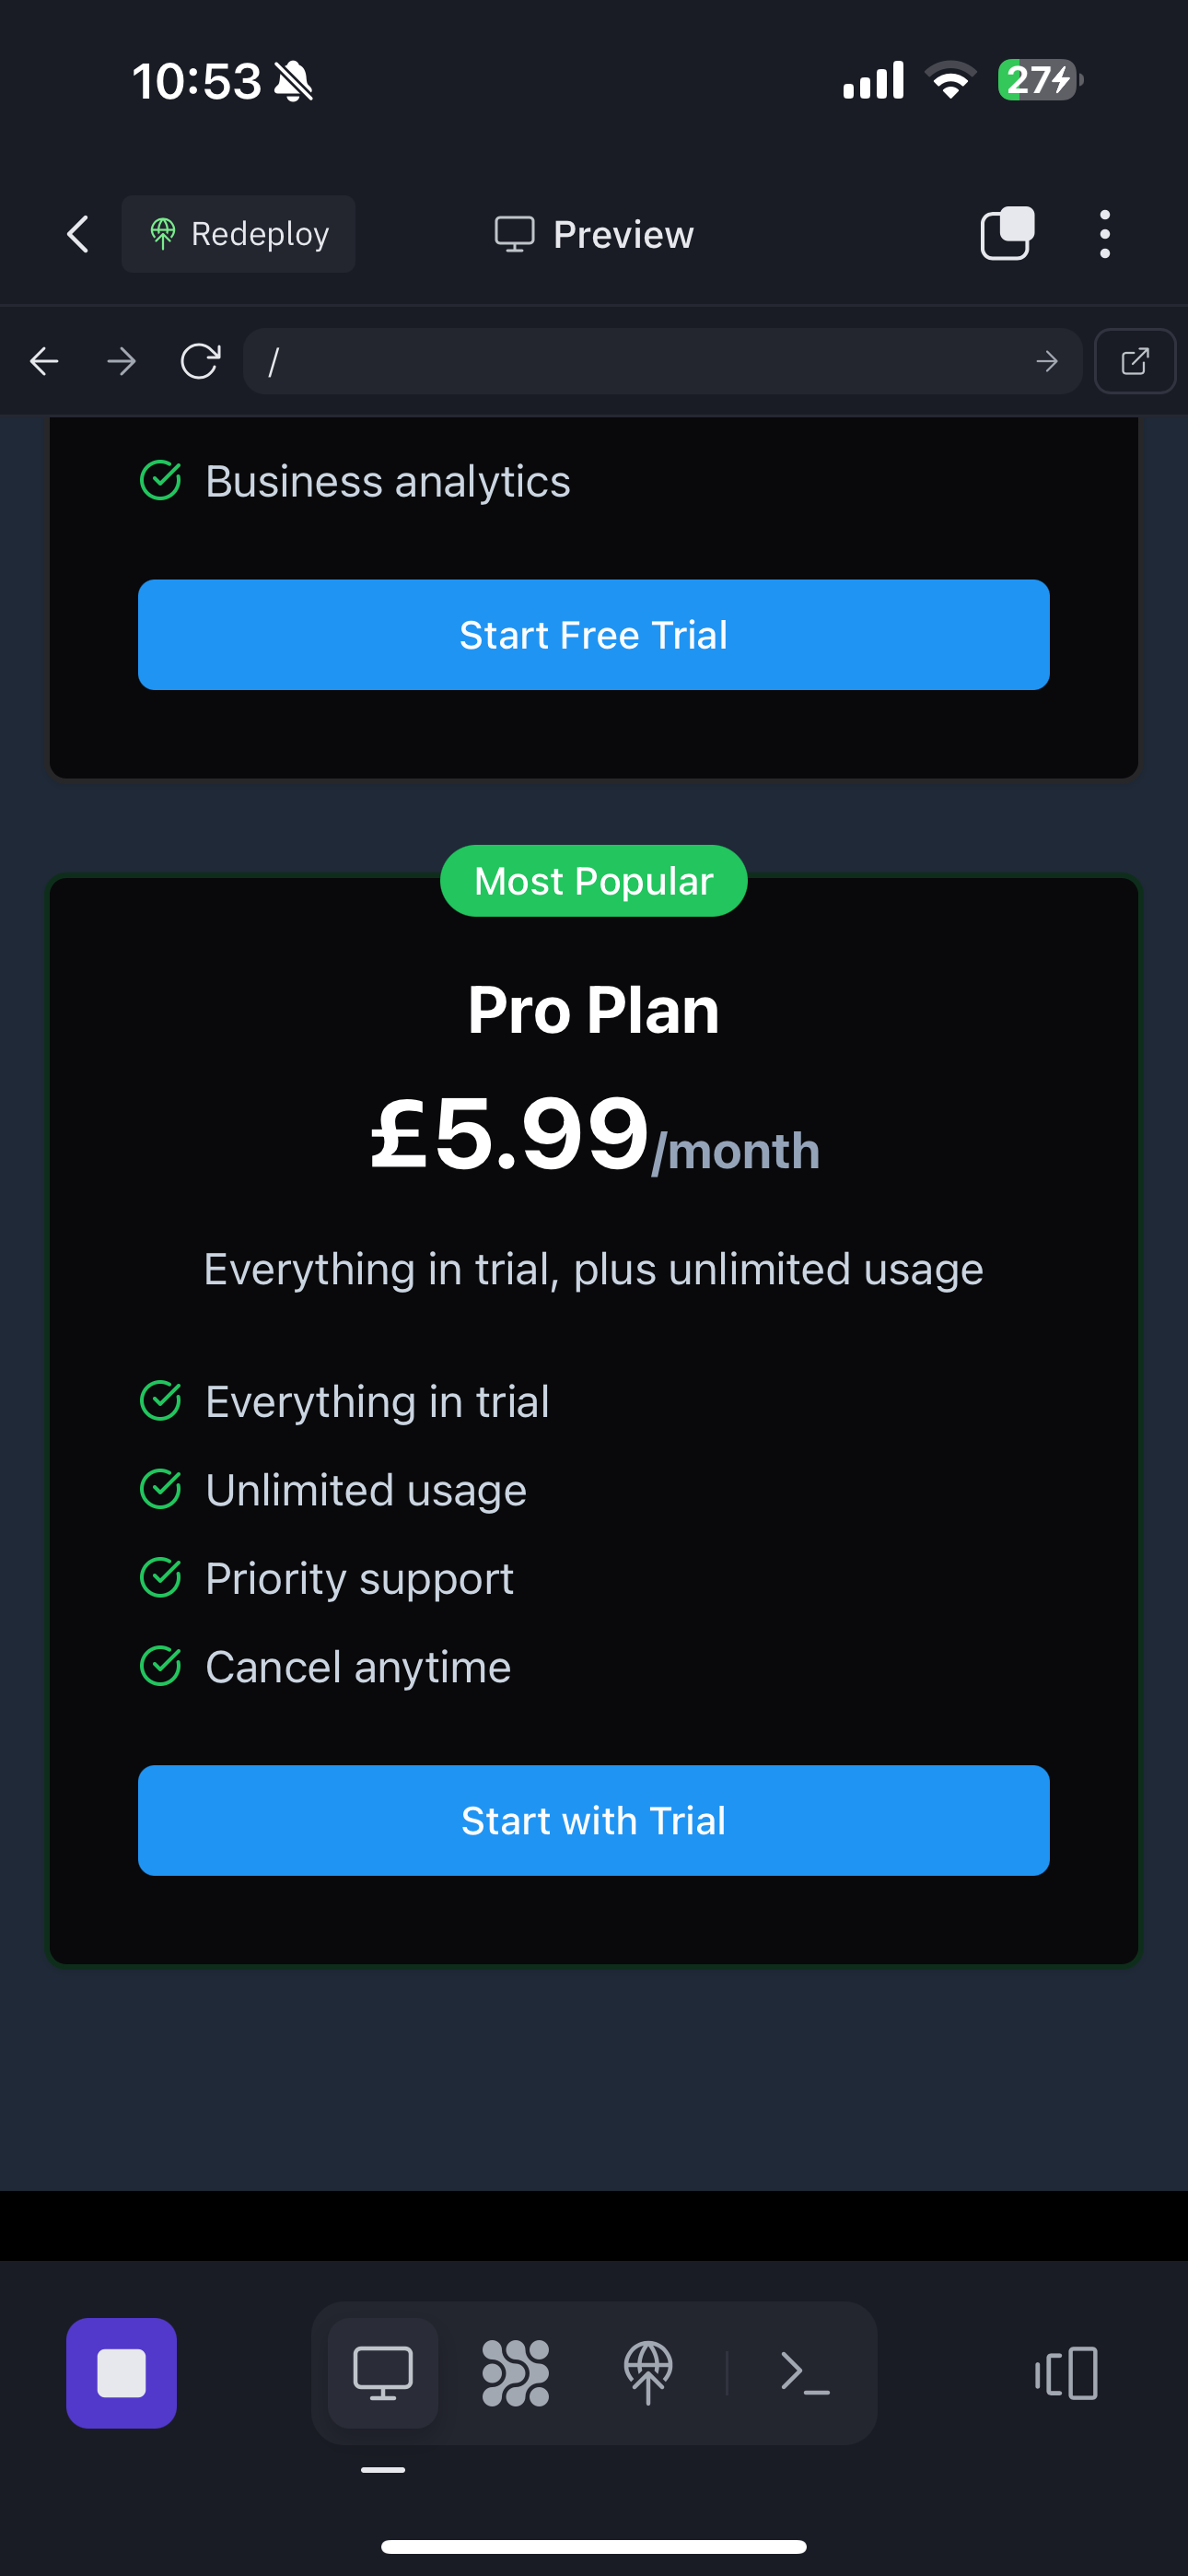 10:53
27
Redeploy
Preview
/
Business analytics
Start Free Trial
Most Popular
Pro Plan
£5.99/month
Everything in trial, plus unlimited usage
Everything in trial
Unlimited usage
Priority support
Cancel anytime
Start with Trial